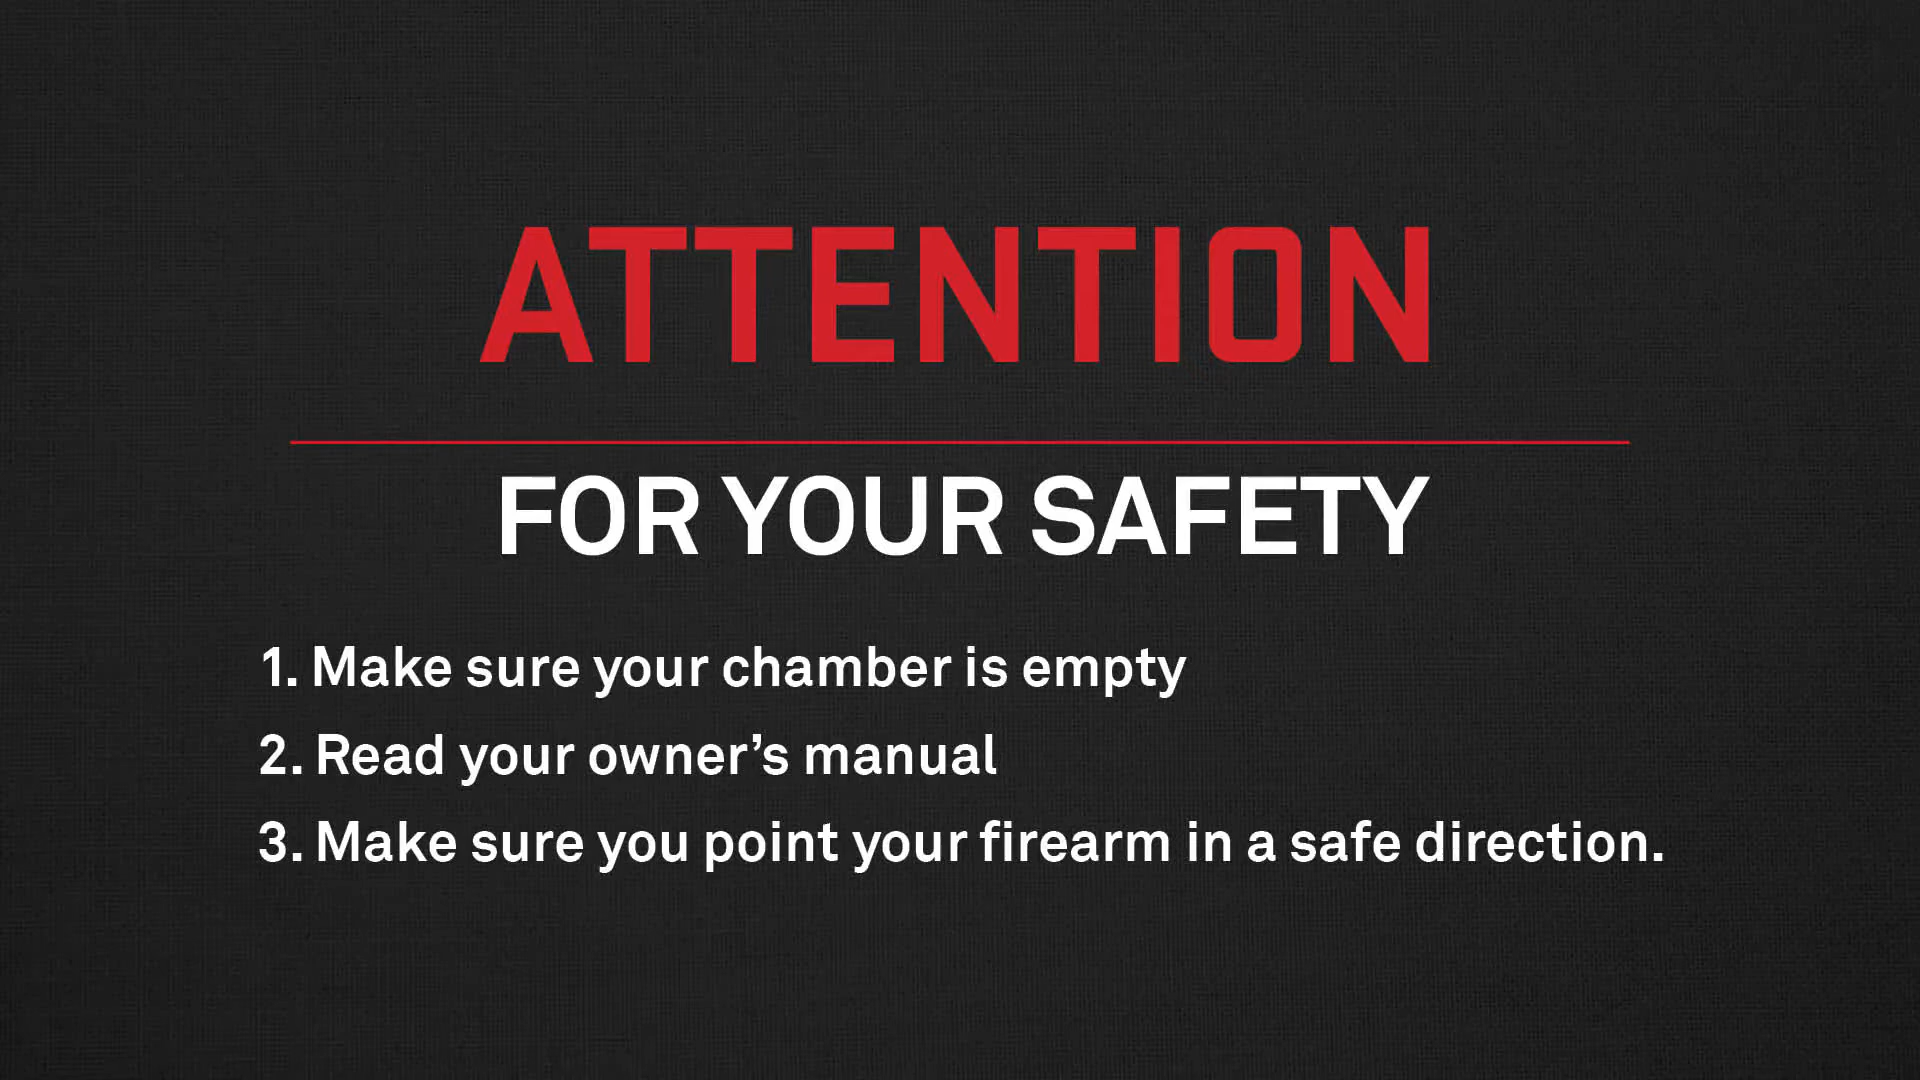 ATTENTION
FOR YOUR SAFETY
1. Make sure your chamber is empty
2. Read your owner’s manual
3. Make sure you point your firearm in a safe direction.